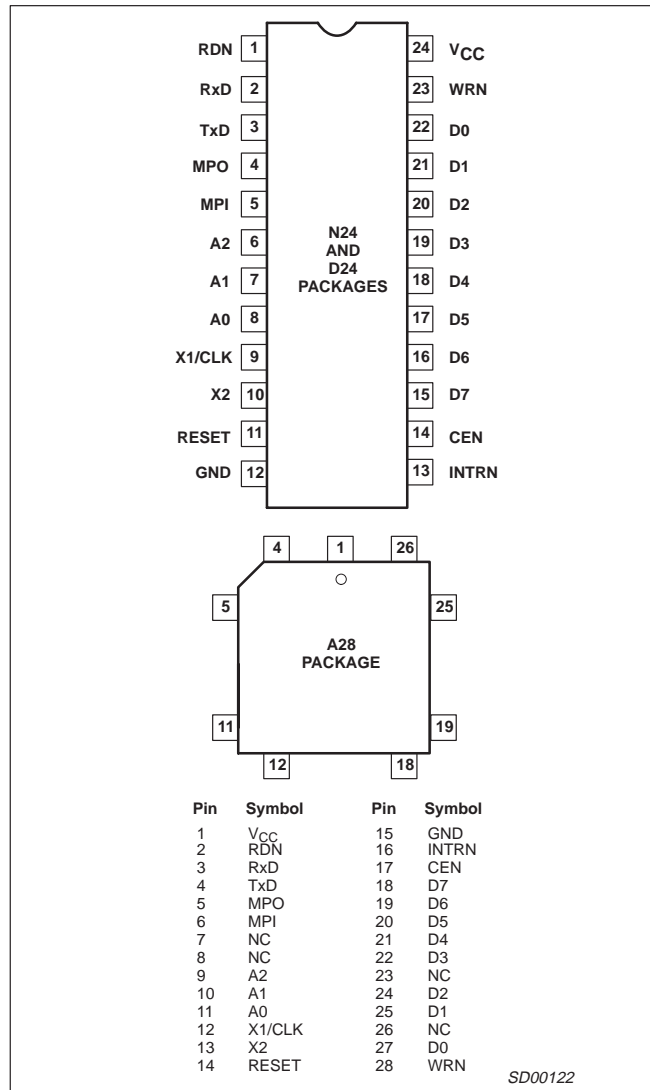 RDN 1 24 VCC
RxD 2 23 WRN
TxD 3 22 D0
MPO 4 21 D1
MPI 5 20 D2
A2 6 19 D3
A1 7 18 D4
A0 8 17 D5
X1/CLK 9 16 D6
X2 10 15 D7
RESET 11 14 CEN
GND 12 13 INTRN
N24
AND
D24
PACKAGES
4 1 26
5 25
A28
PACKAGE
11 19
12 18
Pin Symbol Pin Symbol
1 VCC 15 GND
2 RDN 16 INTRN
3 RxD 17 CEN
4 TxD 18 D7
5 MPO 19 D6
6 MPI 20 D5
7 NC 21 D4
8 NC 22 D3
9 A2 23 NC
10 A1 24 D2
11 A0 25 D1
12 X1/CLK 26 NC
13 X2 27 D0
14 RESET 28 WRN
SD00122